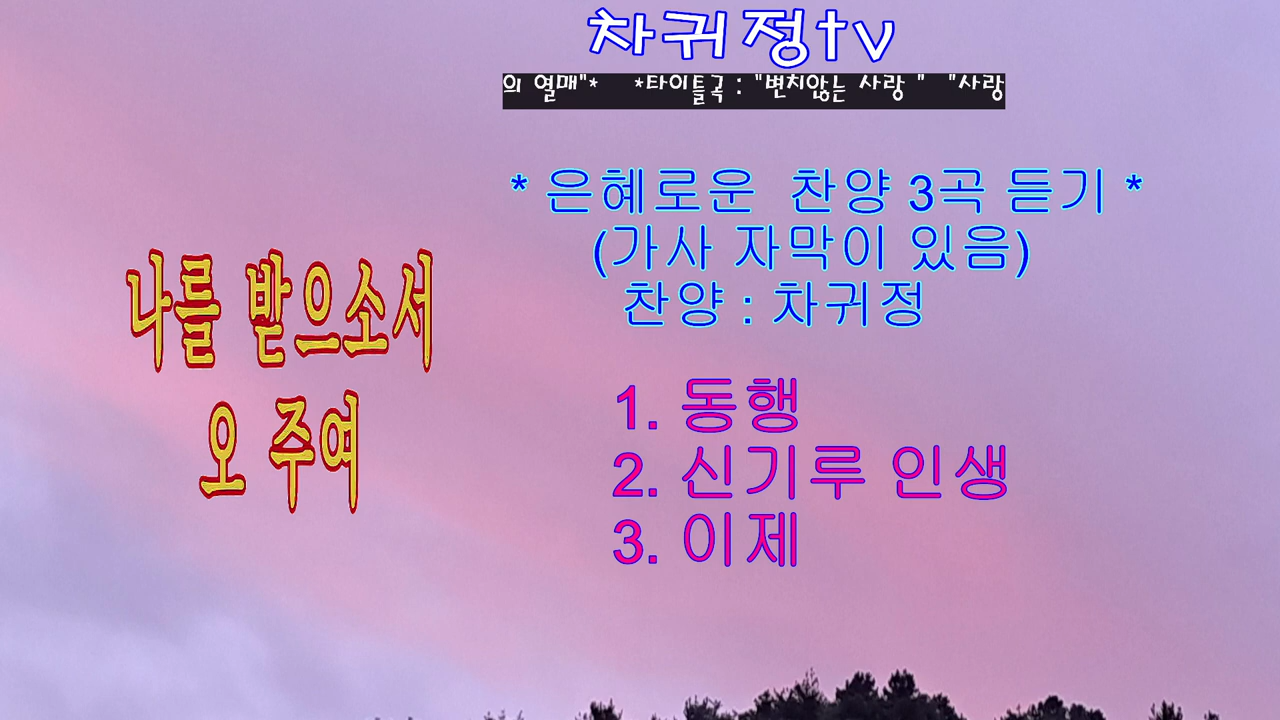 차귀정tv
의 열매"* *타이틀곡 : "변치않는 사랑 " "사랑
* 은혜로운 찬양 3곡 듣기 *
(가사 자막이 있음)
찬양 : 차귀정
나를 받으소서
오 주여
1. 동행
2. 신기루 인생
3. 이제